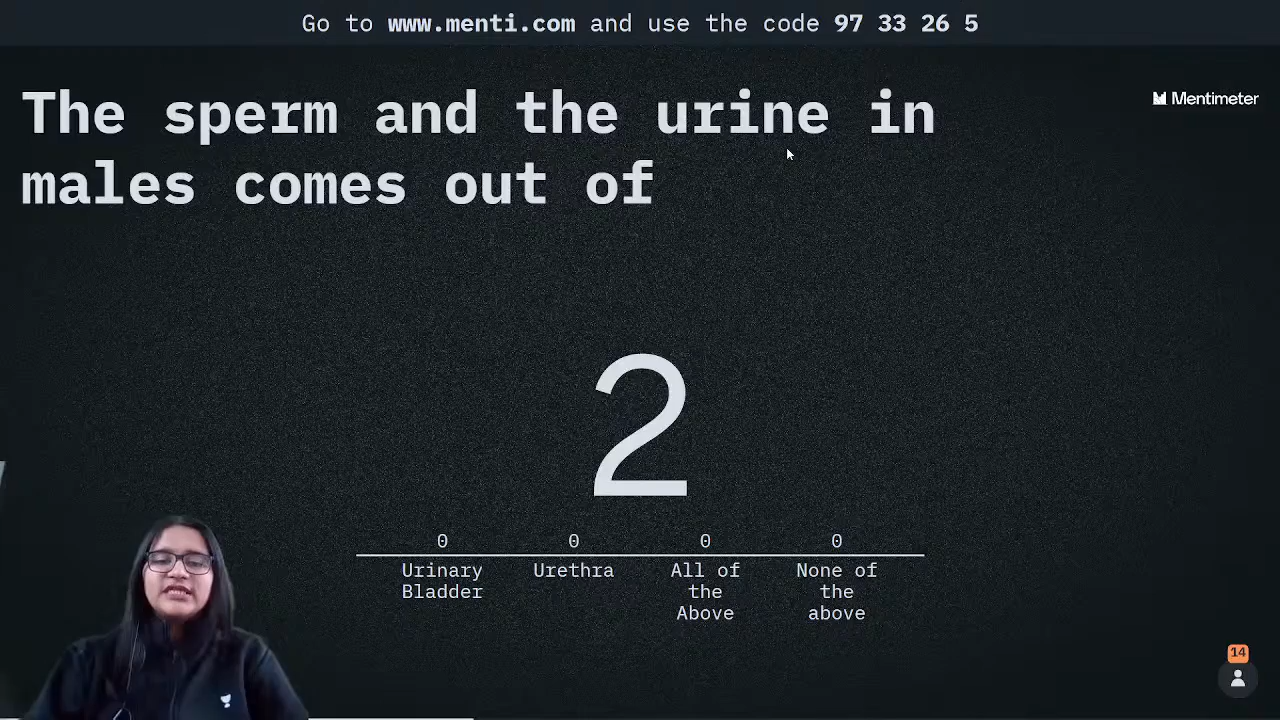 Go to www.menti.com and use the code 97 33 26 5
Mentimeter
The sperm and the urine in
males comes out of
2
0 0 0 0
Urinary Urethra All of None of
Bladder the the
Above above
14